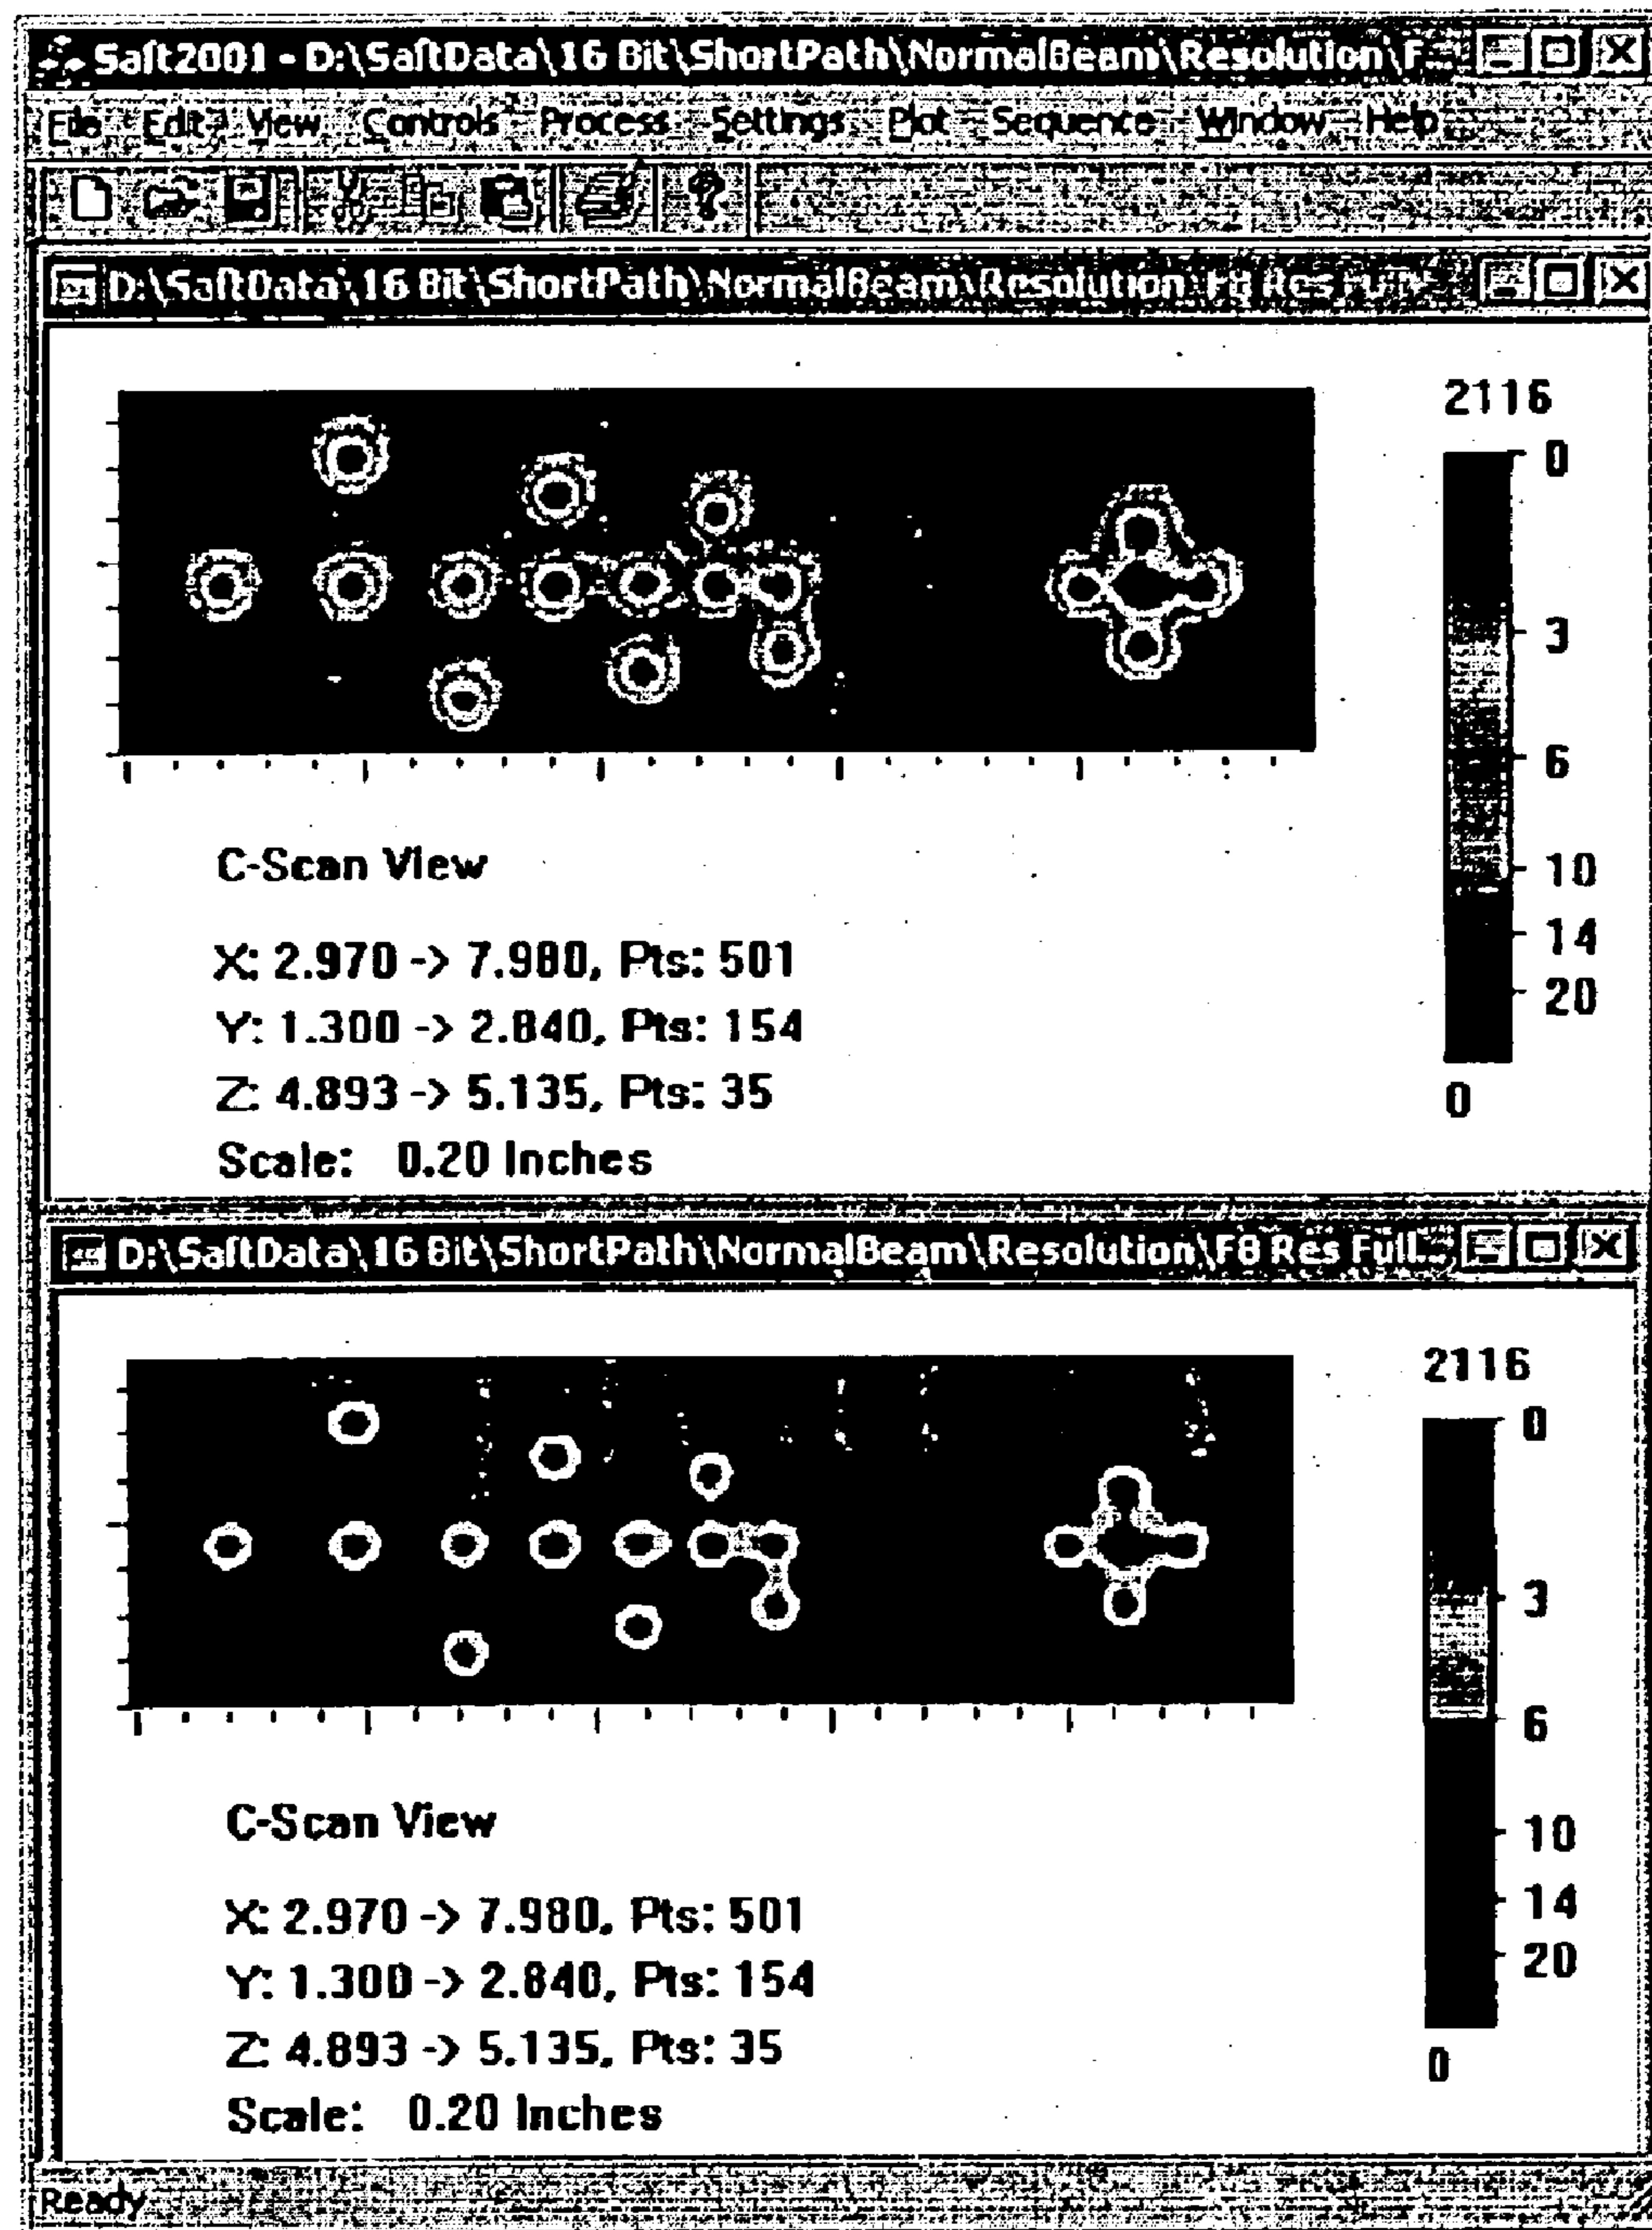 Saft2001 - D:\SaftData\16 Bit\ShortPath\NormalBeam\Resolution\F...
File Edit View Controls Process Settings Plot Sequence Window Help
D:\SaftData\16 Bit\ShortPath\NormalBeam\Resolution\F8 Res Full...
2116
0
3
6
10
14
20
0
C-Scan View
X: 2.970 -> 7.980, Pts: 501
Y: 1.300 -> 2.840, Pts: 154
Z: 4.893 -> 5.135, Pts: 35
Scale: 0.20 Inches
D:\SaftData\16 Bit\ShortPath\NormalBeam\Resolution\F8 Res Full...
2116
0
3
6
10
14
20
0
C-Scan View
X: 2.970 -> 7.980, Pts: 501
Y: 1.300 -> 2.840, Pts: 154
Z: 4.893 -> 5.135, Pts: 35
Scale: 0.20 Inches
Ready